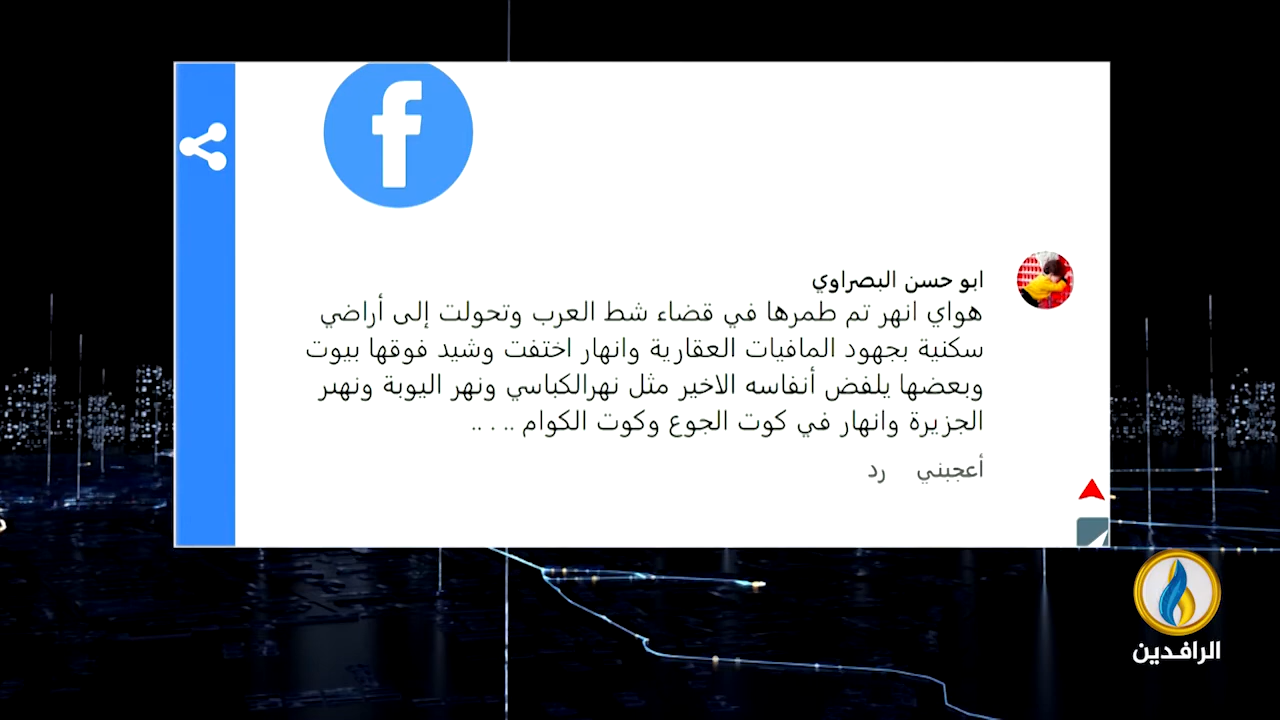 f
ابو حسن البصراوي
هواي انهر تم طمرها في قضاء شط العرب وتحولت إلى أراضي
سكنية بجهود المافيات العقارية وانهار اختفت وشيد فوقها بيوت
وبعضها يلفض أنفاسه الاخير مثل نهرالكباسي ونهر اليوبة ونهىر
الجزيرة وانهار في كوت الجوع وكوت الكوام .. . ..
أعجبني رد
الرافدين